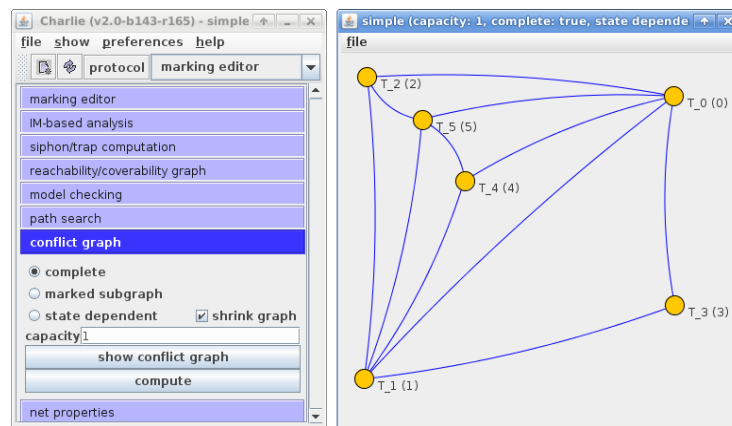 Charlie (v2.0-b143-r165) - simple
file show preferences help
protocol marking editor
marking editor
IM-based analysis
siphon/trap computation
reachability/coverability graph
model checking
path search
conflict graph
complete
marked subgraph
state dependent shrink graph
capacity 1
show conflict graph
compute
net properties
simple (capacity: 1, complete: true, state depende
file
T_2 (2)
T_0 (0)
T_5 (5)
T_4 (4)
T_3 (3)
T_1 (1)